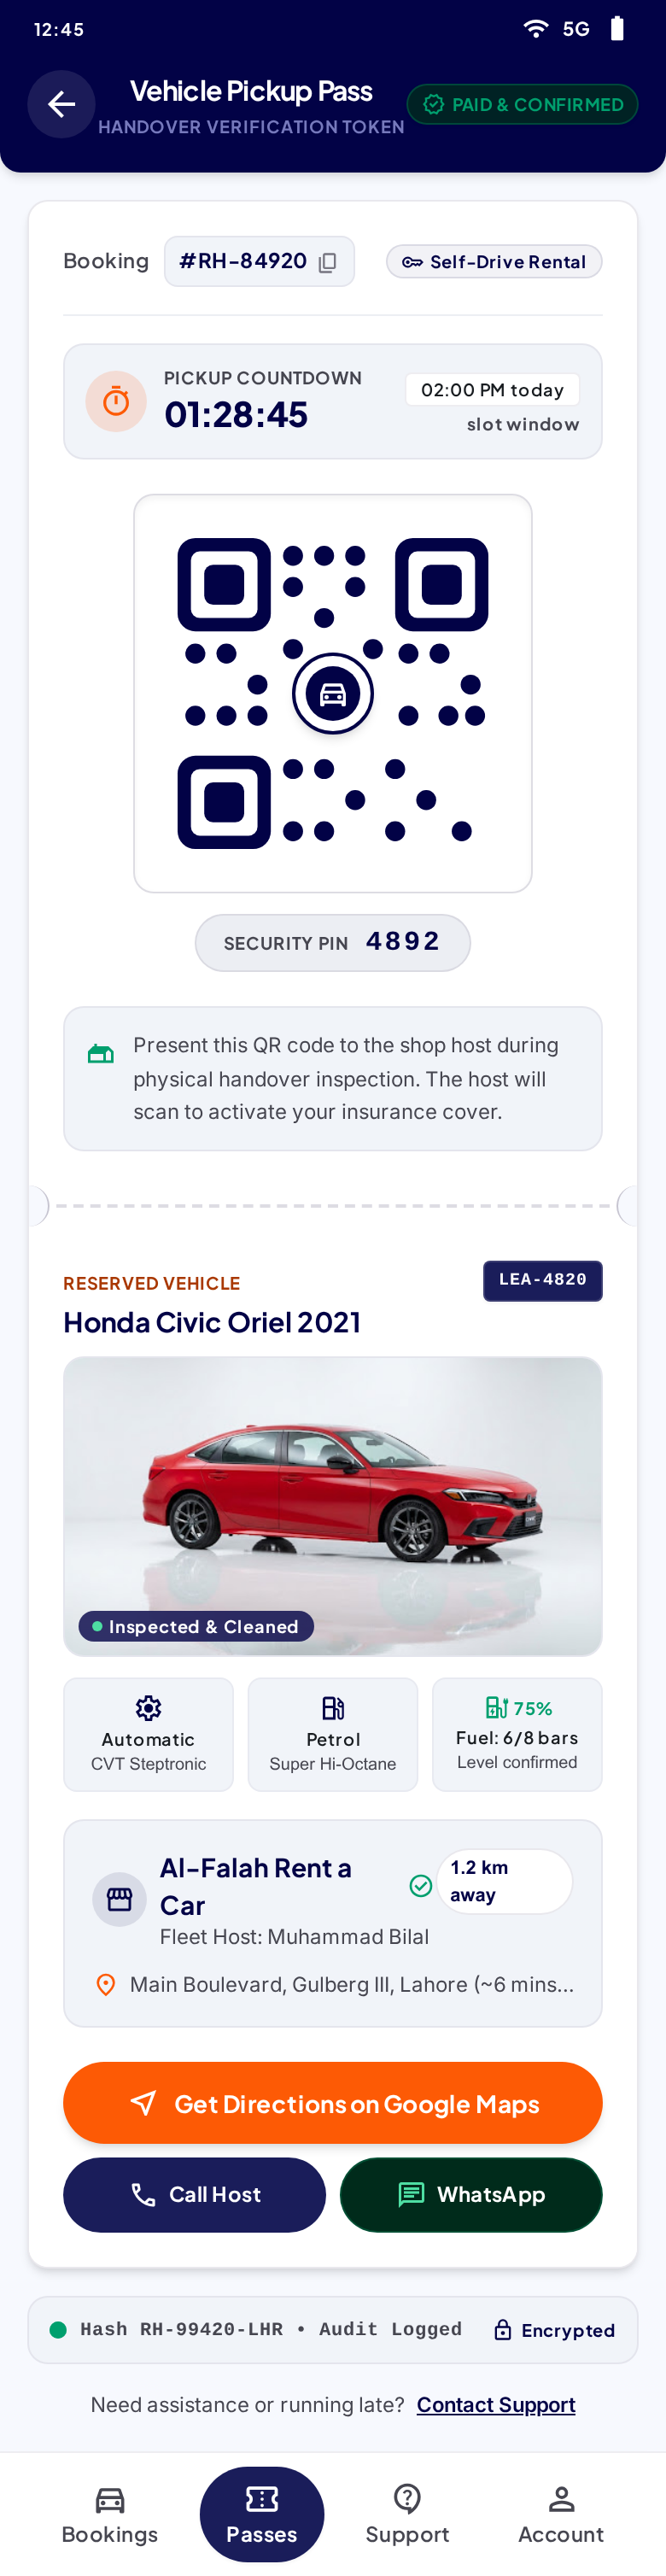 12:45
5G
Vehicle Pickup Pass
HANDOVER VERIFICATION TOKEN
PAID & CONFIRMED
Booking
#RH-84920
Self-Drive Rental
PICKUP COUNTDOWN
01:28:45
02:00 PM today
slot window
SECURITY PIN 4892
Present this QR code to the shop host during
physical handover inspection. The host will
scan to activate your insurance cover.
RESERVED VEHICLE
LEA-4820
Honda Civic Oriel 2021
Inspected & Cleaned
Automatic
CVT Steptronic
Petrol
Super Hi-Octane
75%
Fuel: 6/8 bars
Level confirmed
Al-Falah Rent a
Car
1.2 km
away
Fleet Host: Muhammad Bilal
Main Boulevard, Gulberg III, Lahore (~6 mins...
Get Directions on Google Maps
Call Host
WhatsApp
Hash RH-99420-LHR • Audit Logged
Encrypted
Need assistance or running late? Contact Support
Bookings
Passes
Support
Account